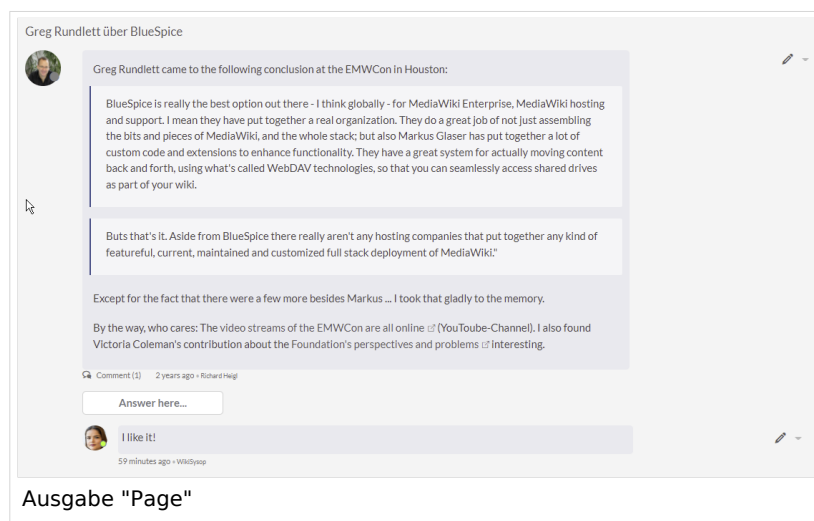 Greg Rundlett über BlueSpice
Greg Rundlett came to the following conclusion at the EMWCon in Houston:
BlueSpice is really the best option out there - I think globally - for MediaWiki Enterprise, MediaWiki hosting
and support. I mean they have put together a real organization. They do a great job of not just assembling
the bits and pieces of MediaWiki, and the whole stack; but also Markus Glaser has put together a lot of
custom code and extensions to enhance functionality. They have a great system for actually moving content
back and forth, using what's called WebDAV technologies, so that you can seamlessly access shared drives
as part of your wiki.
Buts that's it. Aside from BlueSpice there really aren't any hosting companies that put together any kind of
featureful, current, maintained and customized full stack deployment of MediaWiki."
Except for the fact that there were a few more besides Markus ... I took that gladly to the memory.
By the way, who cares: The video streams of the EMWCon are all online (YouToube-Channel). I also found
Victoria Coleman's contribution about the Foundation's perspectives and problems interesting.
Comment (1) 2 years ago • Richard Heigl
Answer here...
I like it!
59 minutes ago • WikiSysop
Ausgabe "Page"